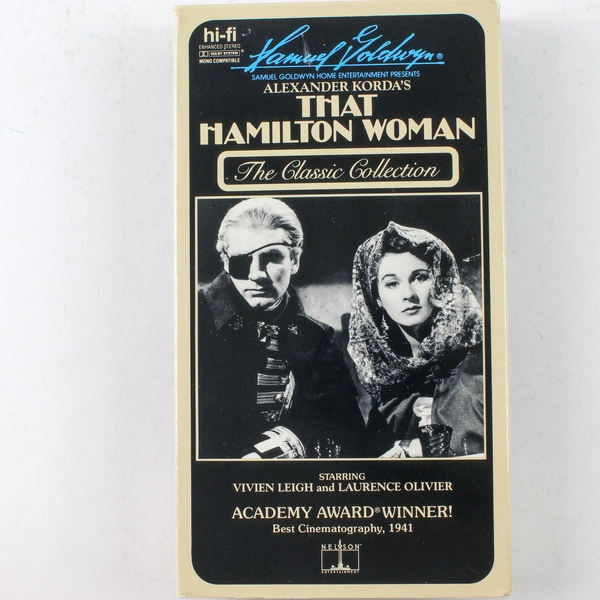 hi-fi
ENHANCED STEREO
DOLBY SYSTEM®
MONO COMPATIBLE
Samuel Goldwyn®
SAMUEL GOLDWYN HOME ENTERTAINMENT PRESENTS
ALEXANDER KORDA'S
THAT
HAMILTON WOMAN
The Classic Collection
STARRING
VIVIEN LEIGH and LAURENCE OLIVIER
ACADEMY AWARD® WINNER!
Best Cinematography, 1941
NELSON
ENTERTAINMENT